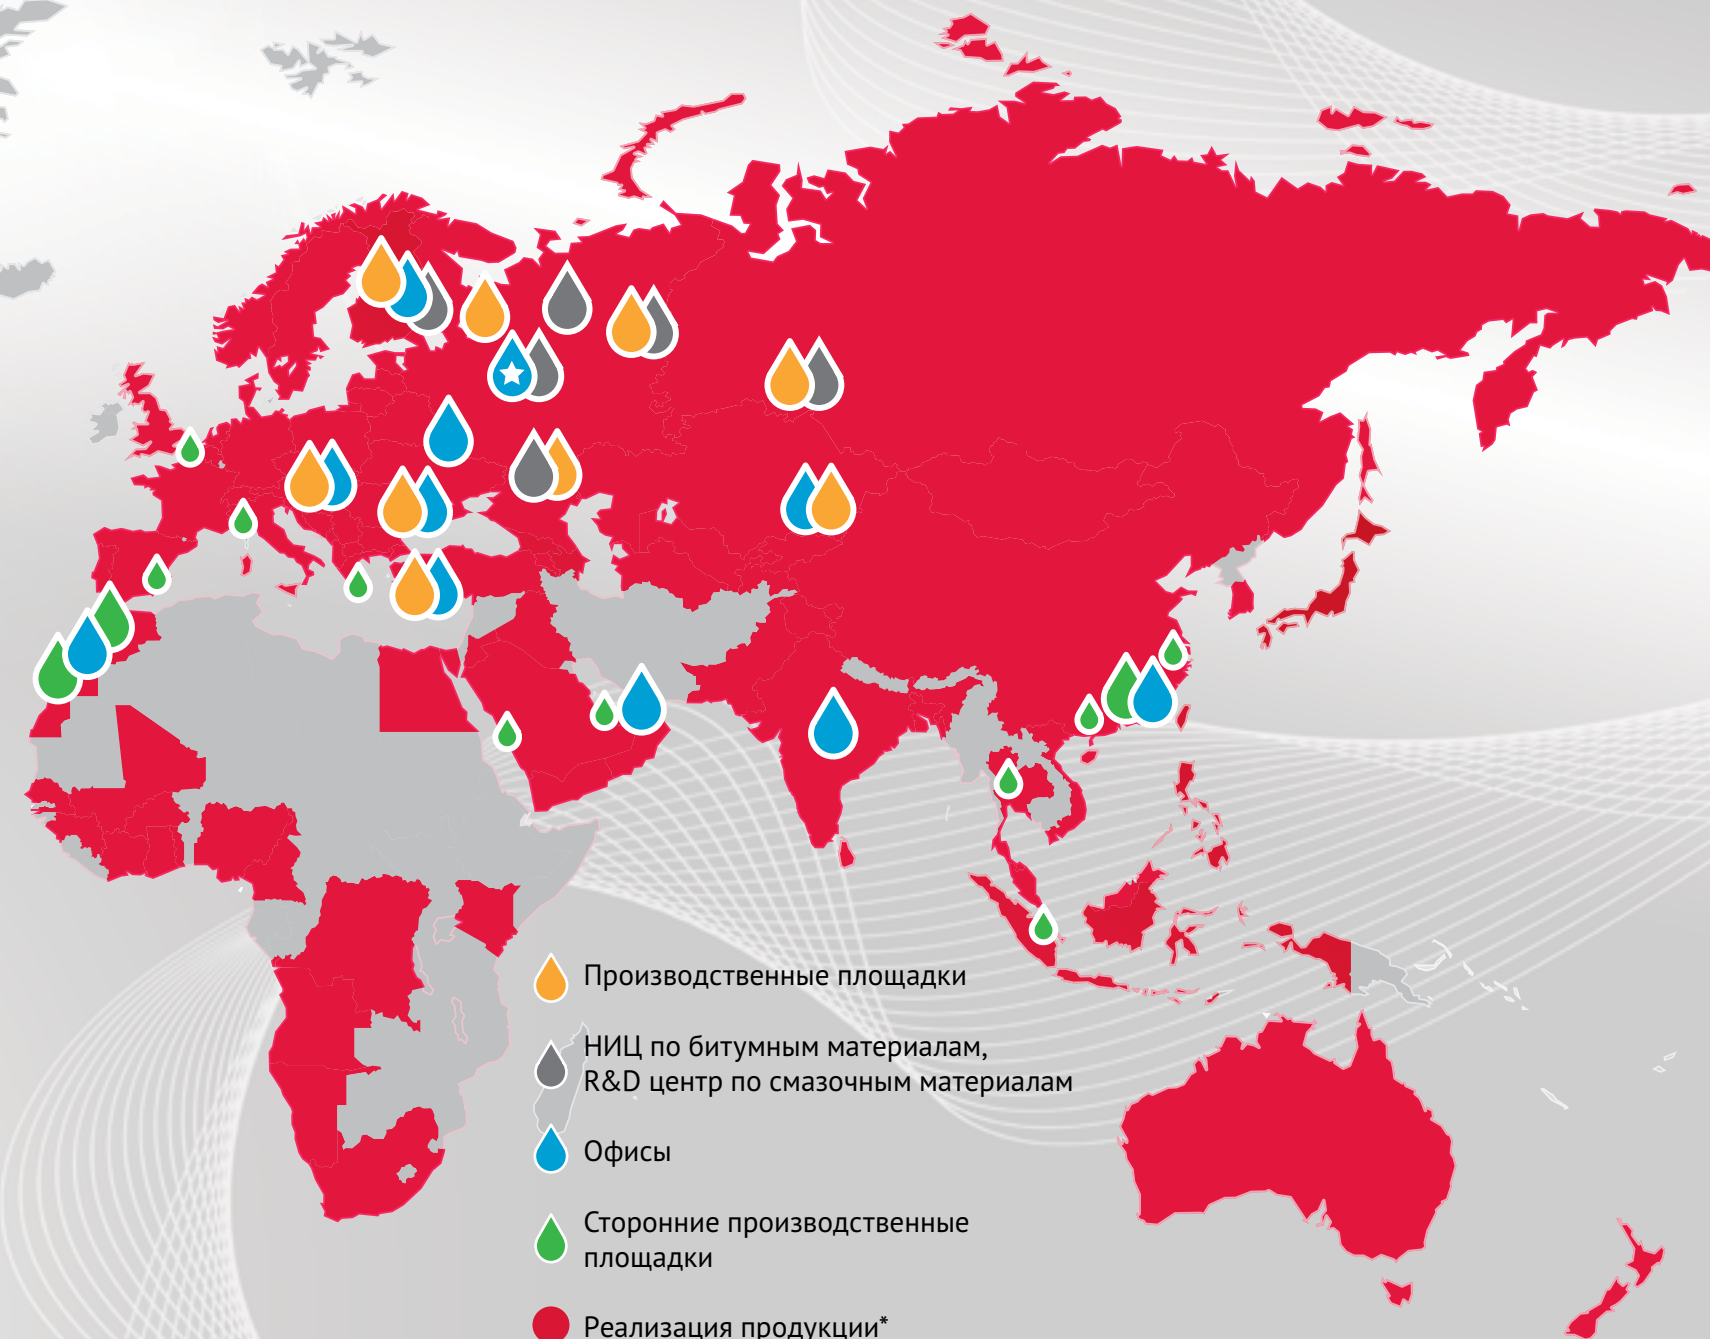 Производственные площадки
НИЦ по битумным материалам,
R&D центр по смазочным материалам
Офисы
Сторонние производственные
площадки
Реализация продукции*